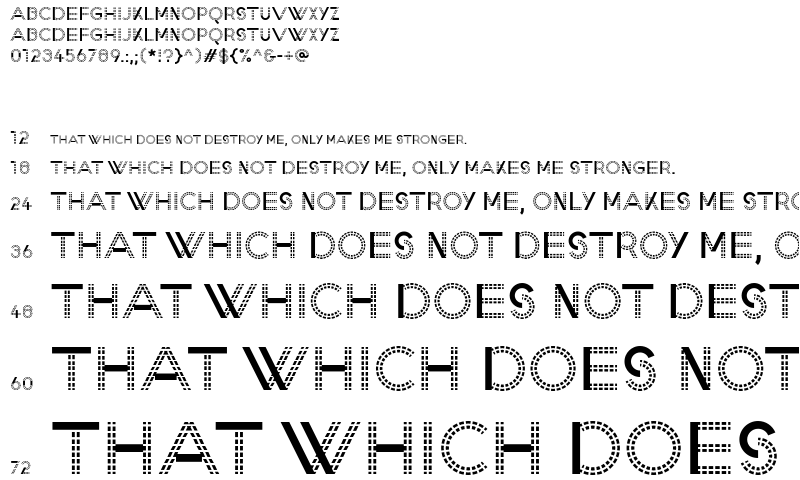 ABCDEFGHIJKLMNOPQRSTUVWXYZ
ABCDEFGHIJKLMNOPQRSTUVWXYZ
0123456789.:,;(*!?}^)#${%^&-+@
12 THAT WHICH DOES NOT DESTROY ME, ONLY MAKES ME STRONGER.
18 THAT WHICH DOES NOT DESTROY ME, ONLY MAKES ME STRONGER.
24 THAT WHICH DOES NOT DESTROY ME, ONLY MAKES ME STRO
36 THAT WHICH DOES NOT DESTROY ME, O
48 THAT WHICH DOES NOT DEST
60 THAT WHICH DOES NOT
72 THAT WHICH DOES